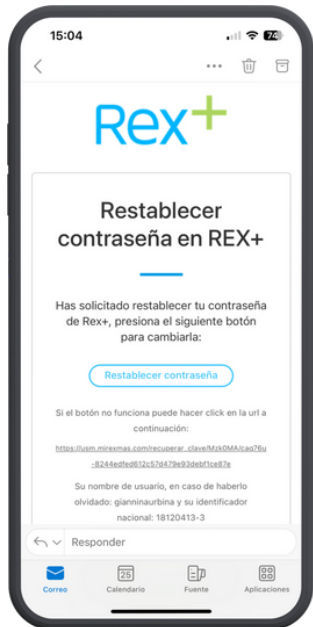 15:04
74
Rex+
Restablecer
contraseña en REX+
Has solicitado restablecer tu contraseña
de Rex+, presiona el siguiente botón
para cambiarla:
Restablecer contraseña
Si el botón no funciona puede hacer click en la url a
continuación:
https://usm.mirexmas.com/recuperar_clave/Mzk0MA/caq76u
-8244edfed612c57d479e93debf1ce87e
Su nombre de usuario, en caso de haberlo
olvidado: gianninaurbina y su identificador
nacional: 18120413-3
Responder
25
Correo Calendario Fuente Aplicaciones